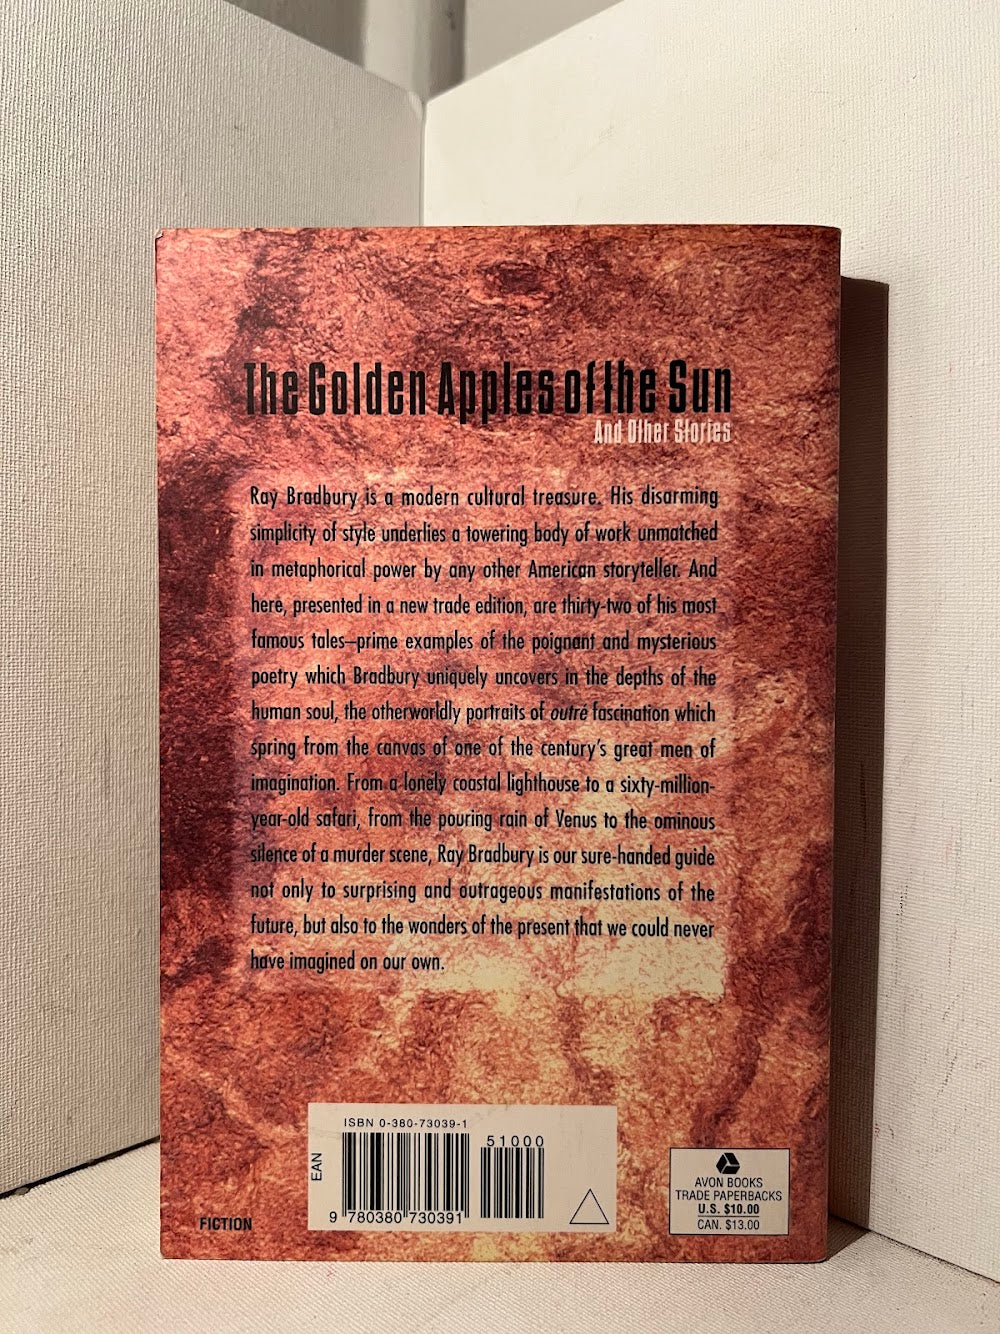 The Golden Apples of the Sun
And Other Stories
Ray Bradbury is a modern cultural treasure. His disarming
simplicity of style underlies a towering body of work unmatched
in metaphorical power by any other American storyteller. And
here, presented in a new trade edition, are thirty-two of his most
famous tales–prime examples of the poignant and mysterious
poetry which Bradbury uniquely uncovers in the depths of the
human soul, the otherworldly portraits of outrè fascination which
spring from the canvas of one of the century's great men of
imagination. From a lonely coastal lighthouse to a sixty-million-
year-old safari, from the pouring rain of Venus to the ominous
silence of a murder scene, Ray Bradbury is our sure-handed guide
not only to surprising and outrageous manifestations of the
future, but also to the wonders of the present that we could never
have imagined on our own.
ISBN 0-380-73039-1
51000
EAN
9 780380 730391
FICTION
AVON BOOKS
TRADE PAPERBACKS
U.S. $10.00
CAN. $13.00